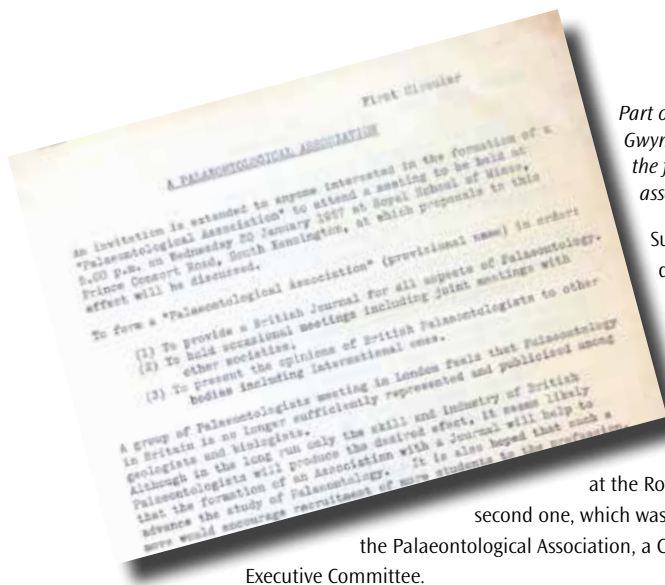 First Circular
A PALAEONTOLOGICAL ASSOCIATION
An invitation is extended to anyone interested in the formation of a
"Palaeontological Association" to attend a meeting to be held at
5.00 p.m. on Wednesday 20 January 1957 at Royal School of Mines,
Prince Consort Road, South Kensington, at which proposals to this
effect will be discussed.
To form a "Palaeontological Association" (provisional name) in order:
(1) To provide a British Journal for all aspects of Palaeontology.
(2) To hold occasional meetings including joint meetings with
other societies.
(3) To present the opinions of British Palaeontologists to other
bodies including International ones.
A group of Palaeontologists meeting in London feels that Palaeontology
in Britain is no longer sufficiently represented and publicised among
geologists and biologists.
Although in the long run only the skill and industry of British
Palaeontologists will produce the desired efect, it seems likely
that the formation of an Association with a Journal will help to
advance the study of Palaeontology. It is also hoped that such a
move would encourage recruitment of more students to the profession.
Part o
Gwyn
the f
ass
Su
at the Ro
second one, which was
the Palaeontological Association, a C
Executive Committee.